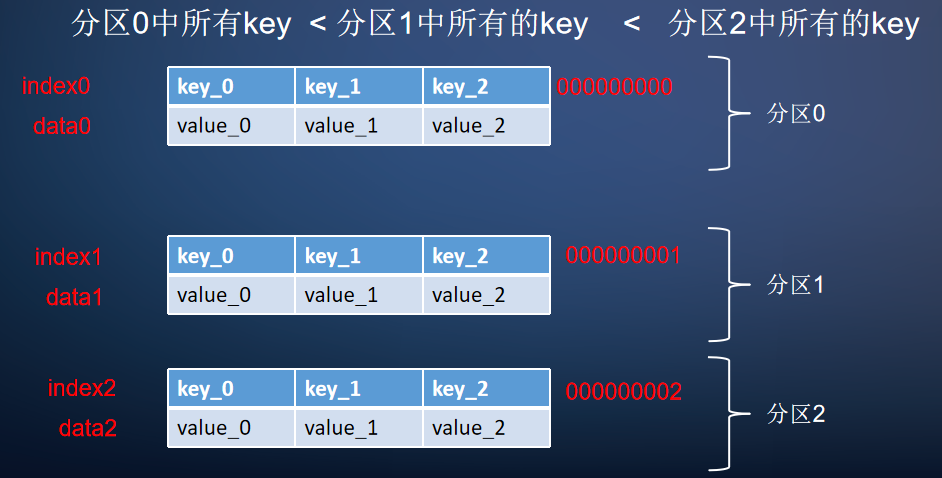 分区0中所有key < 分区1中所有的key < 分区2中所有的key
index0 key_0 key_1 key_2 000000000
data0 value_0 value_1 value_2
分区0
index1 key_0 key_1 key_2 000000001
data1 value_0 value_1 value_2
分区1
index2 key_0 key_1 key_2 000000002
data2 value_0 value_1 value_2
分区2